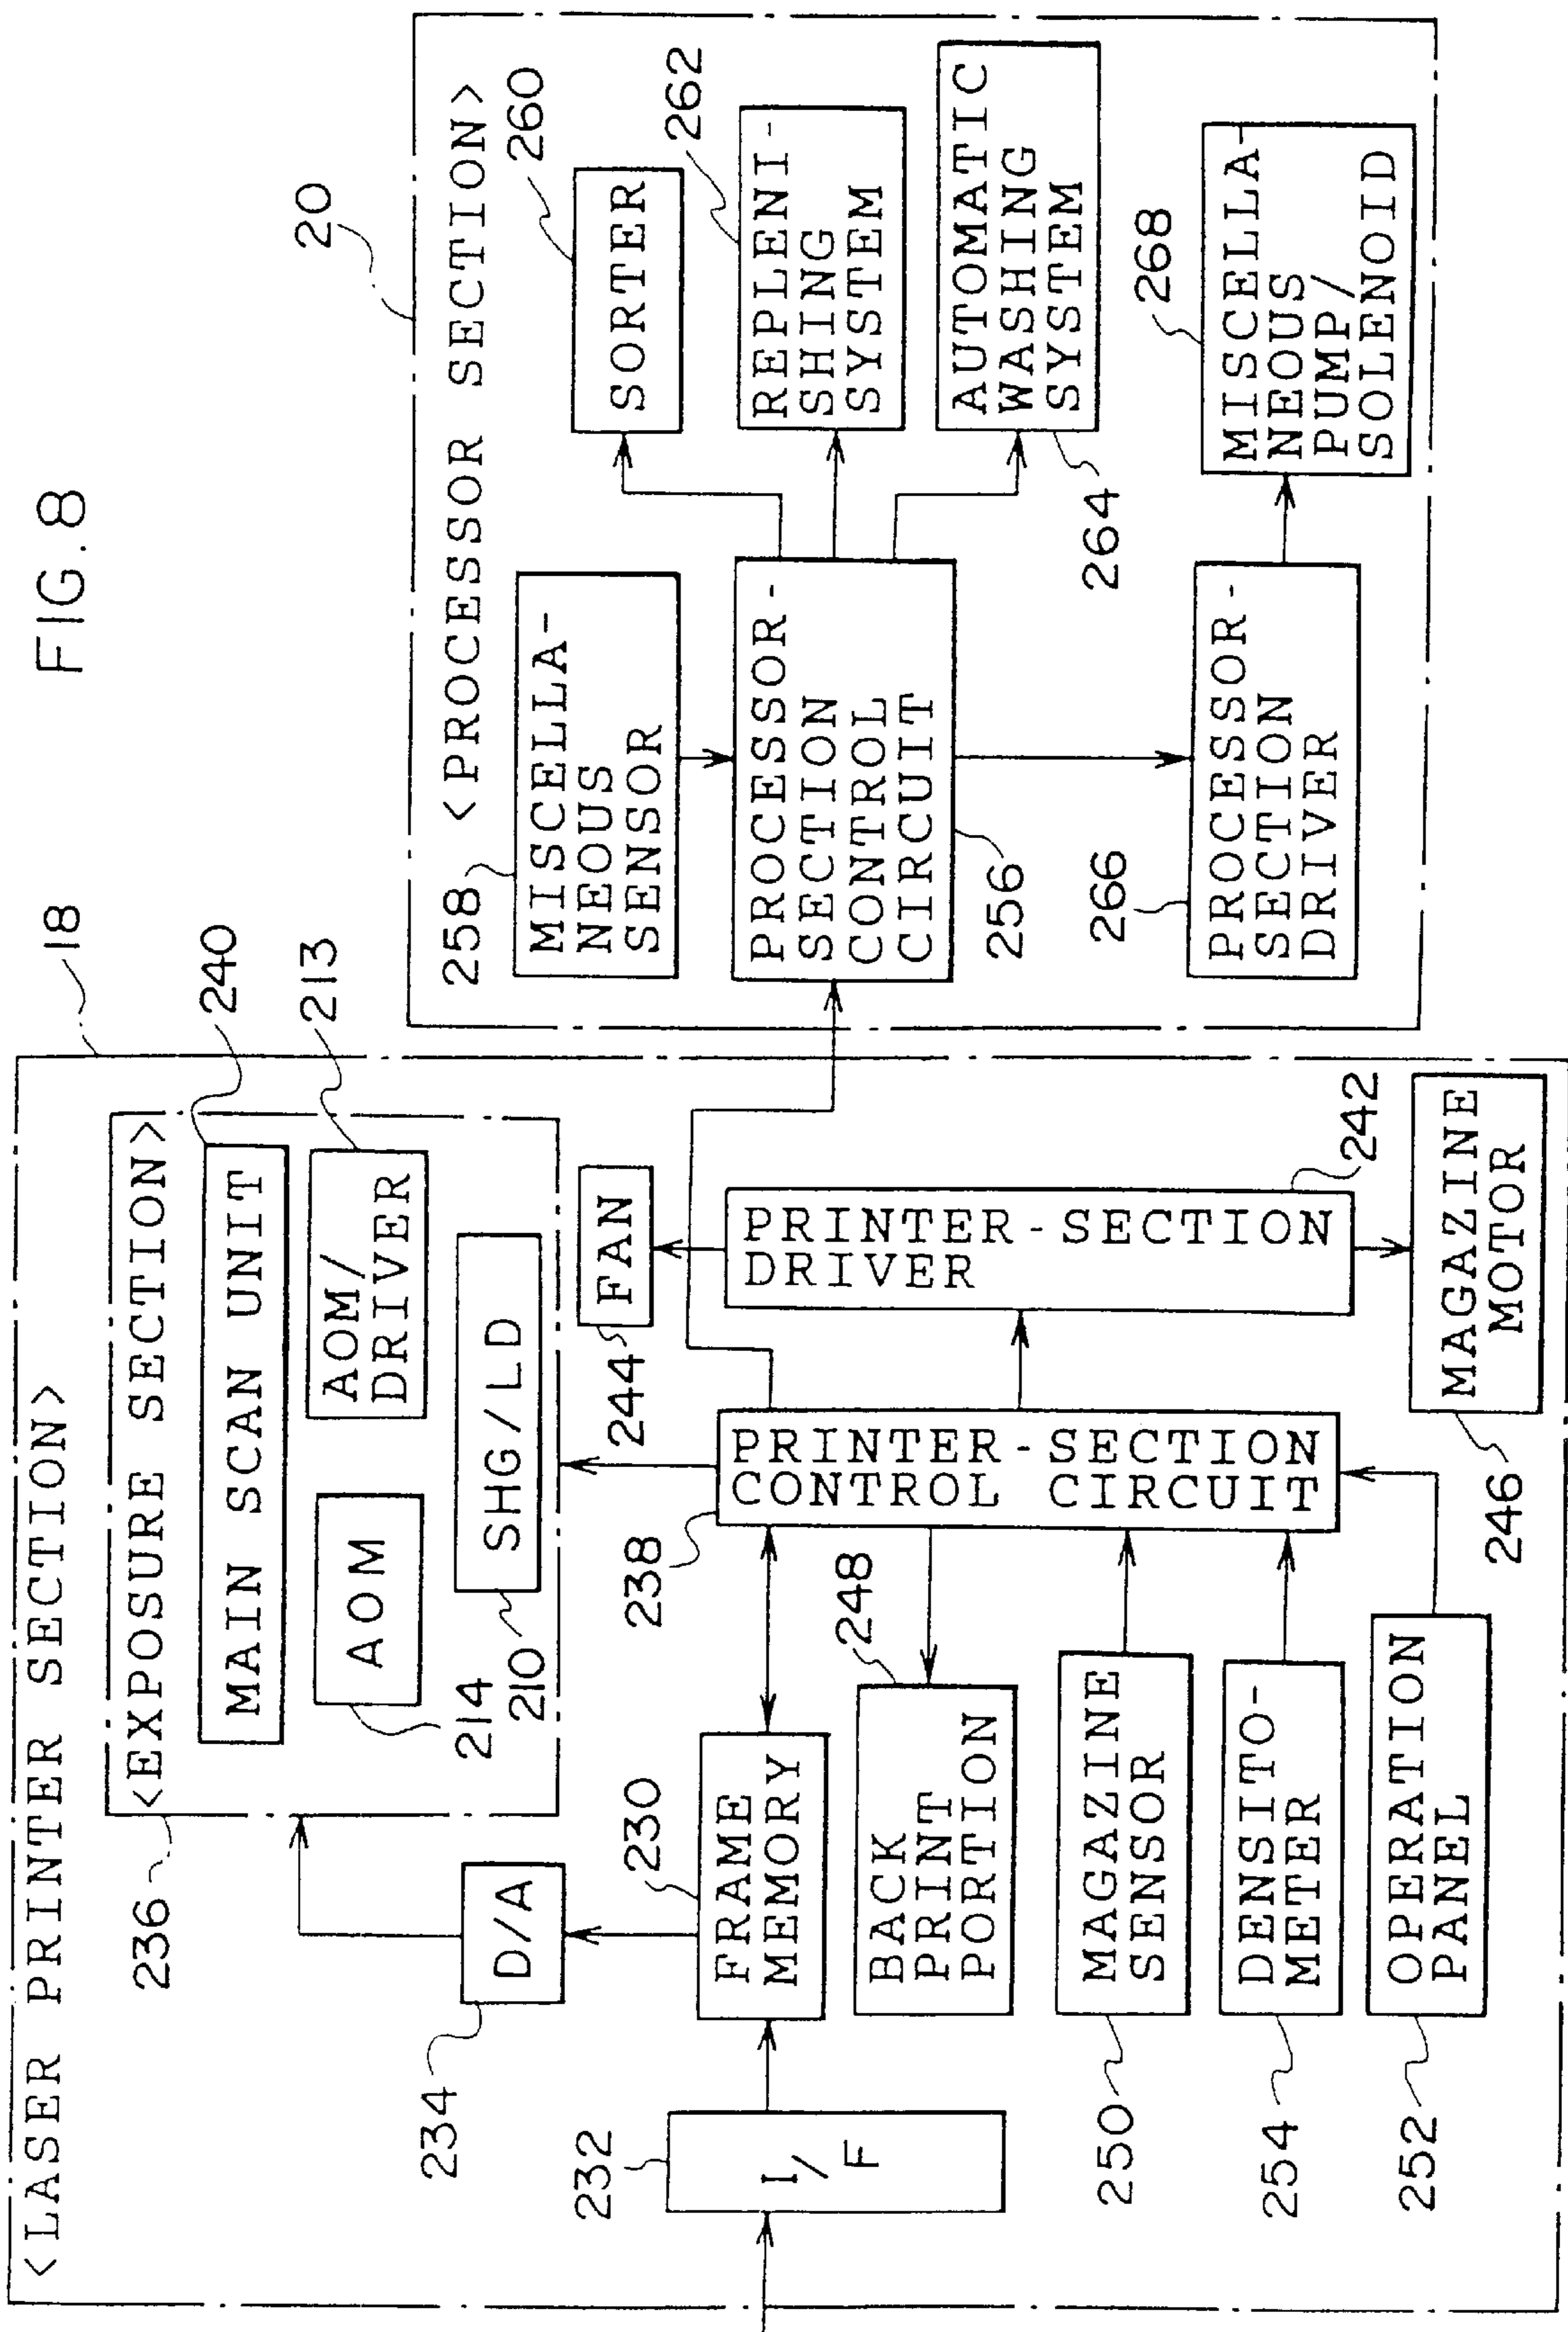 FIG.8
<LASER PRINTER SECTION>
18
<EXPOSURE SECTION>
236
MAIN SCAN UNIT
240
AOM
214
AOM/
DRIVER
213
SHG/LD
210
D/A
234
I/F
232
FRAME
MEMORY
230
BACK
PRINT
PORTION
248
MAGAZINE
SENSOR
250
DENSITO-
METER
254
OPERATION
PANEL
252
PRINTER-SECTION
CONTROL CIRCUIT
238
FAN
244
PRINTER-SECTION
DRIVER
242
MAGAZINE
MOTOR
246
20
<PROCESSOR SECTION>
258
MISCELLA-
NEOUS
SENSOR
PROCESSOR-
SECTION
CONTROL
CIRCUIT
256
SORTER
260
REPLENI-
SHING
SYSTEM
262
AUTOMATIC
WASHING
SYSTEM
264
PROCESSOR-
SECTION
DRIVER
266
MISCELLA-
NEOUS
PUMP/
SOLENOID
268